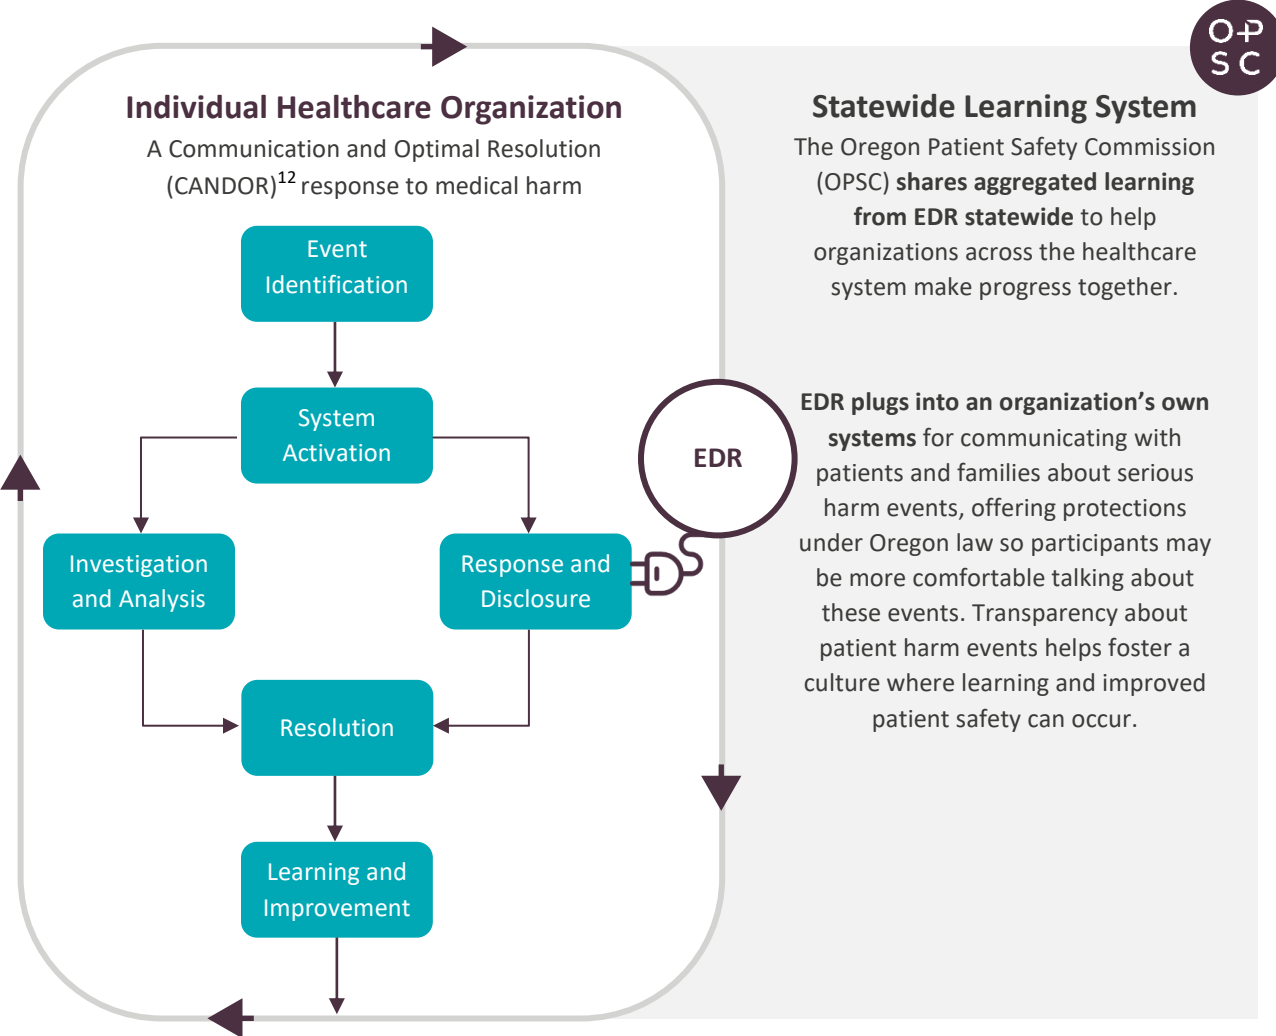 O+P
SC
Individual Healthcare Organization
A Communication and Optimal Resolution
(CANDOR)12 response to medical harm
Event
Identification
System
Activation
Investigation
and Analysis
Response and
Disclosure
Resolution
Learning and
Improvement
EDR
Statewide Learning System
The Oregon Patient Safety Commission
(OPSC) shares aggregated learning
from EDR statewide to help
organizations across the healthcare
system make progress together.
EDR plugs into an organization’s own
systems for communicating with
patients and families about serious
harm events, offering protections
under Oregon law so participants may
be more comfortable talking about
these events. Transparency about
patient harm events helps foster a
culture where learning and improved
patient safety can occur.